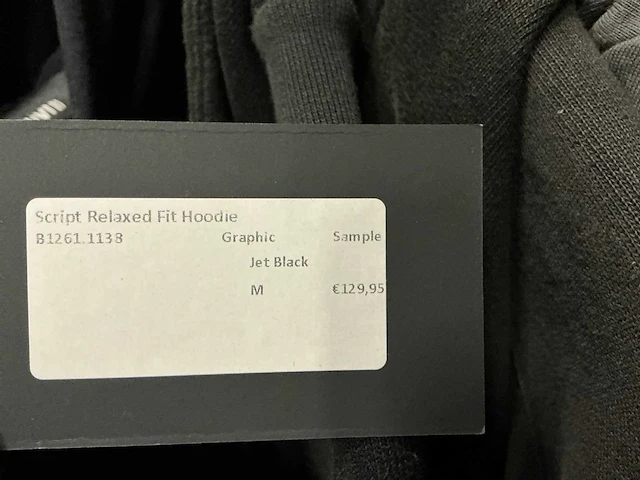 Script Relaxed Fit Hoodie
B1261.1138 Graphic Sample
Jet Black
M €129,95